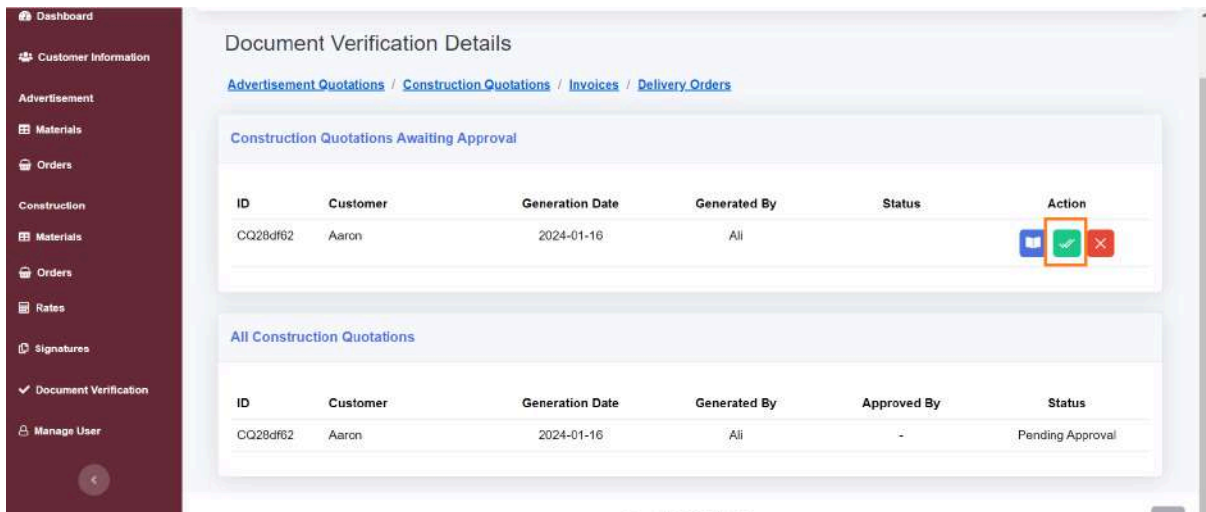 Dashboard
Customer Information
Advertisement
Materials
Orders
Construction
Materials
Orders
Rates
Signatures
Document Verification
Manage User
Document Verification Details
Advertisement Quotations / Construction Quotations / Invoices / Delivery Orders
Construction Quotations Awaiting Approval
ID Customer Generation Date Generated By Status Action
CQ28df62 Aaron 2024-01-16 Ali
All Construction Quotations
ID Customer Generation Date Generated By Approved By Status
CQ28df62 Aaron 2024-01-16 Ali - Pending Approval